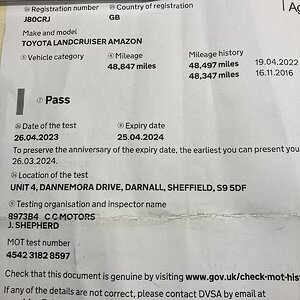 Registration number Country of registration
J80CRJ GB
Make and model
TOYOTA LANDCRUISER AMAZON
Vehicle category Mileage Mileage history
48,847 miles 48,497 miles 19.04.2022
48,347 miles 16.11.2016
Pass
Date of the test Expiry date
26.04.2023 25.04.2024
To preserve the anniversary of the expiry date, the earliest you can present you
26.03.2024.
Location of the test
UNIT 4, DANNEMORA DRIVE, DARNALL, SHEFFIELD, S9 5DF
Testing organisation and inspector name
8973B4 C C MOTORS
J. SHEPHERD
MOT test number
4542 3182 8597
Check that this document is genuine by visiting www.gov.uk/check-mot-his
If any of the details are not correct, please contact DVSA by email at